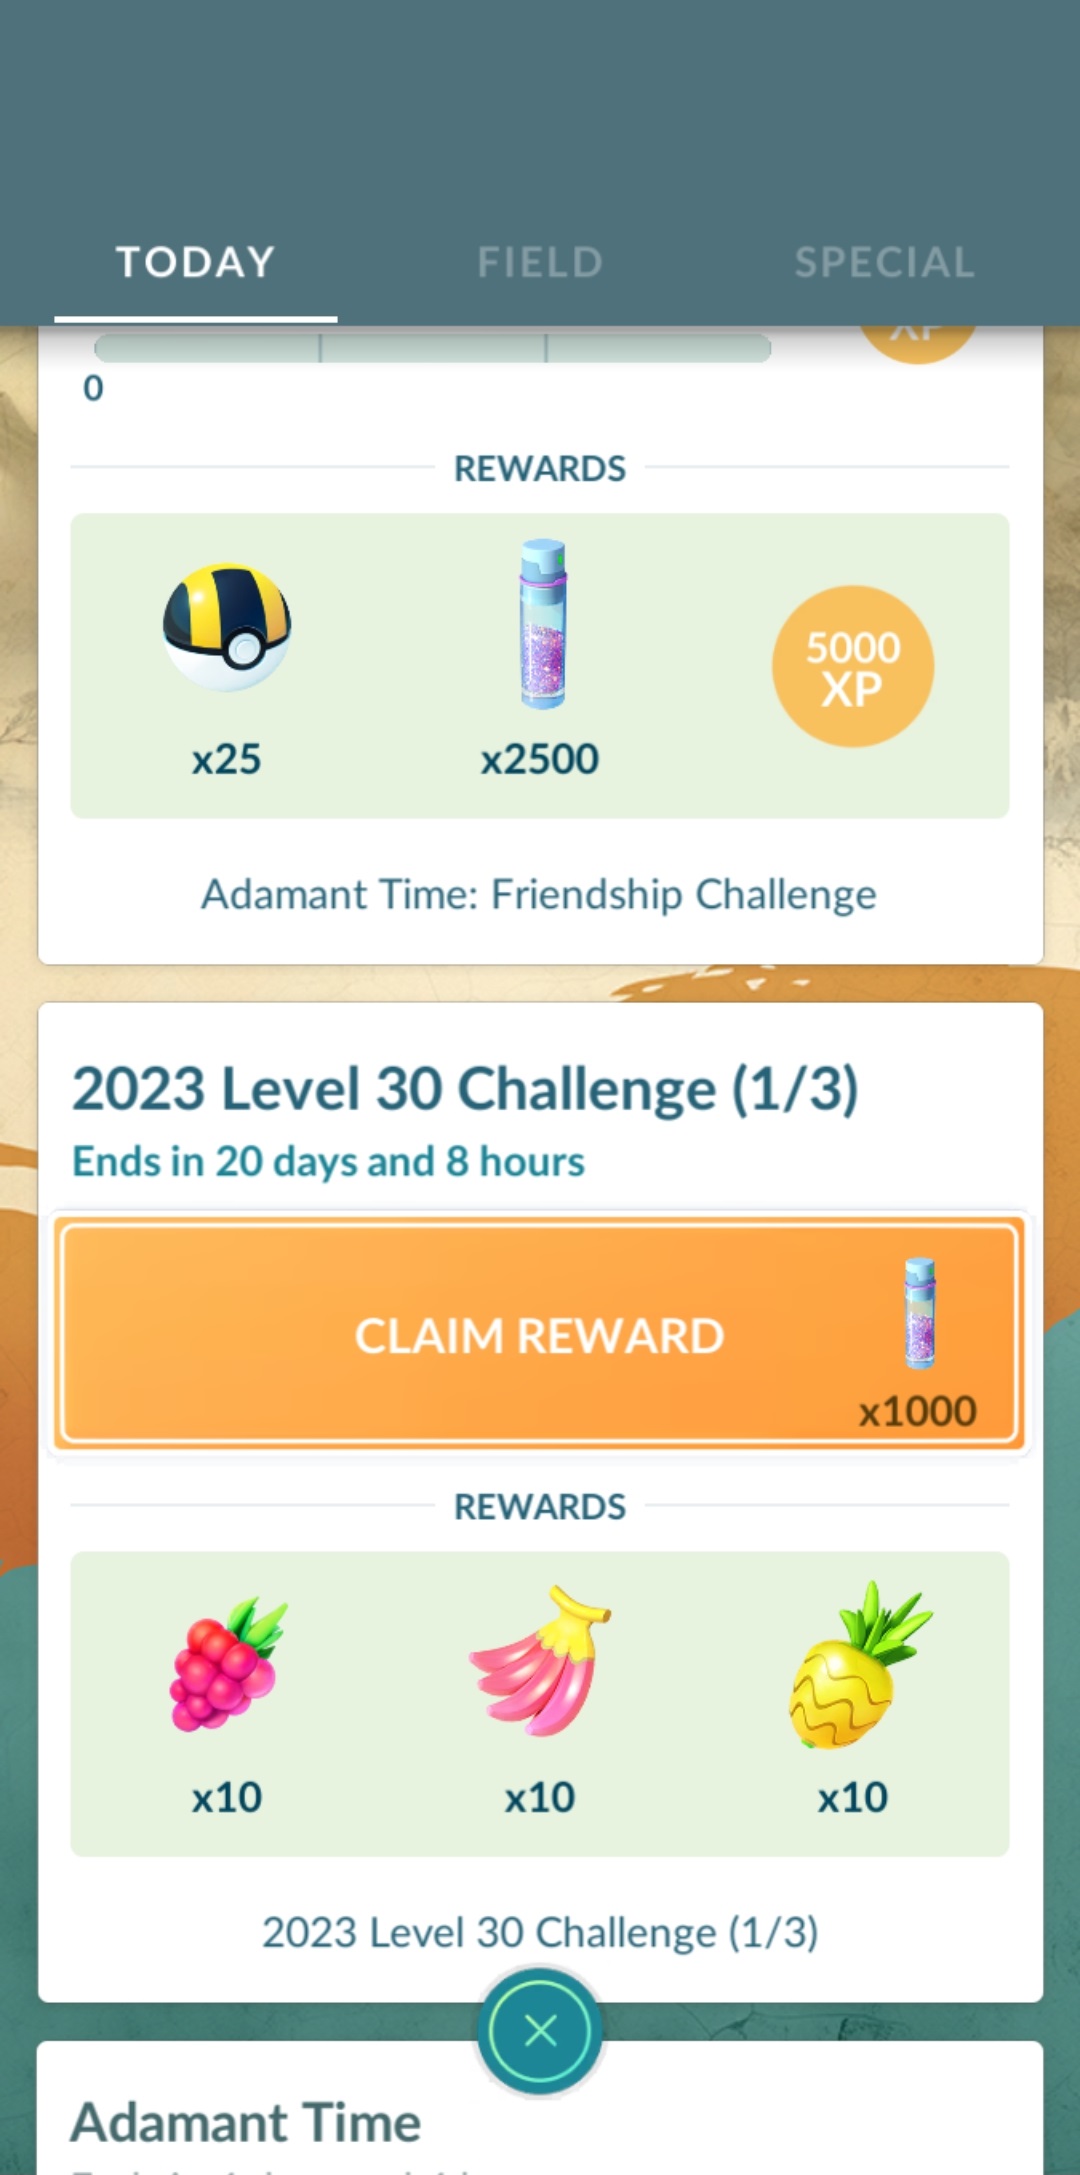 TODAY
FIELD
SPECIAL
XP
0
REWARDS
5000
XP
x25
x2500
Adamant Time: Friendship Challenge
2023 Level 30 Challenge (1/3)
Ends in 20 days and 8 hours
CLAIM REWARD
x1000
REWARDS
x10
x10
x10
2023 Level 30 Challenge (1/3)
Adamant Time